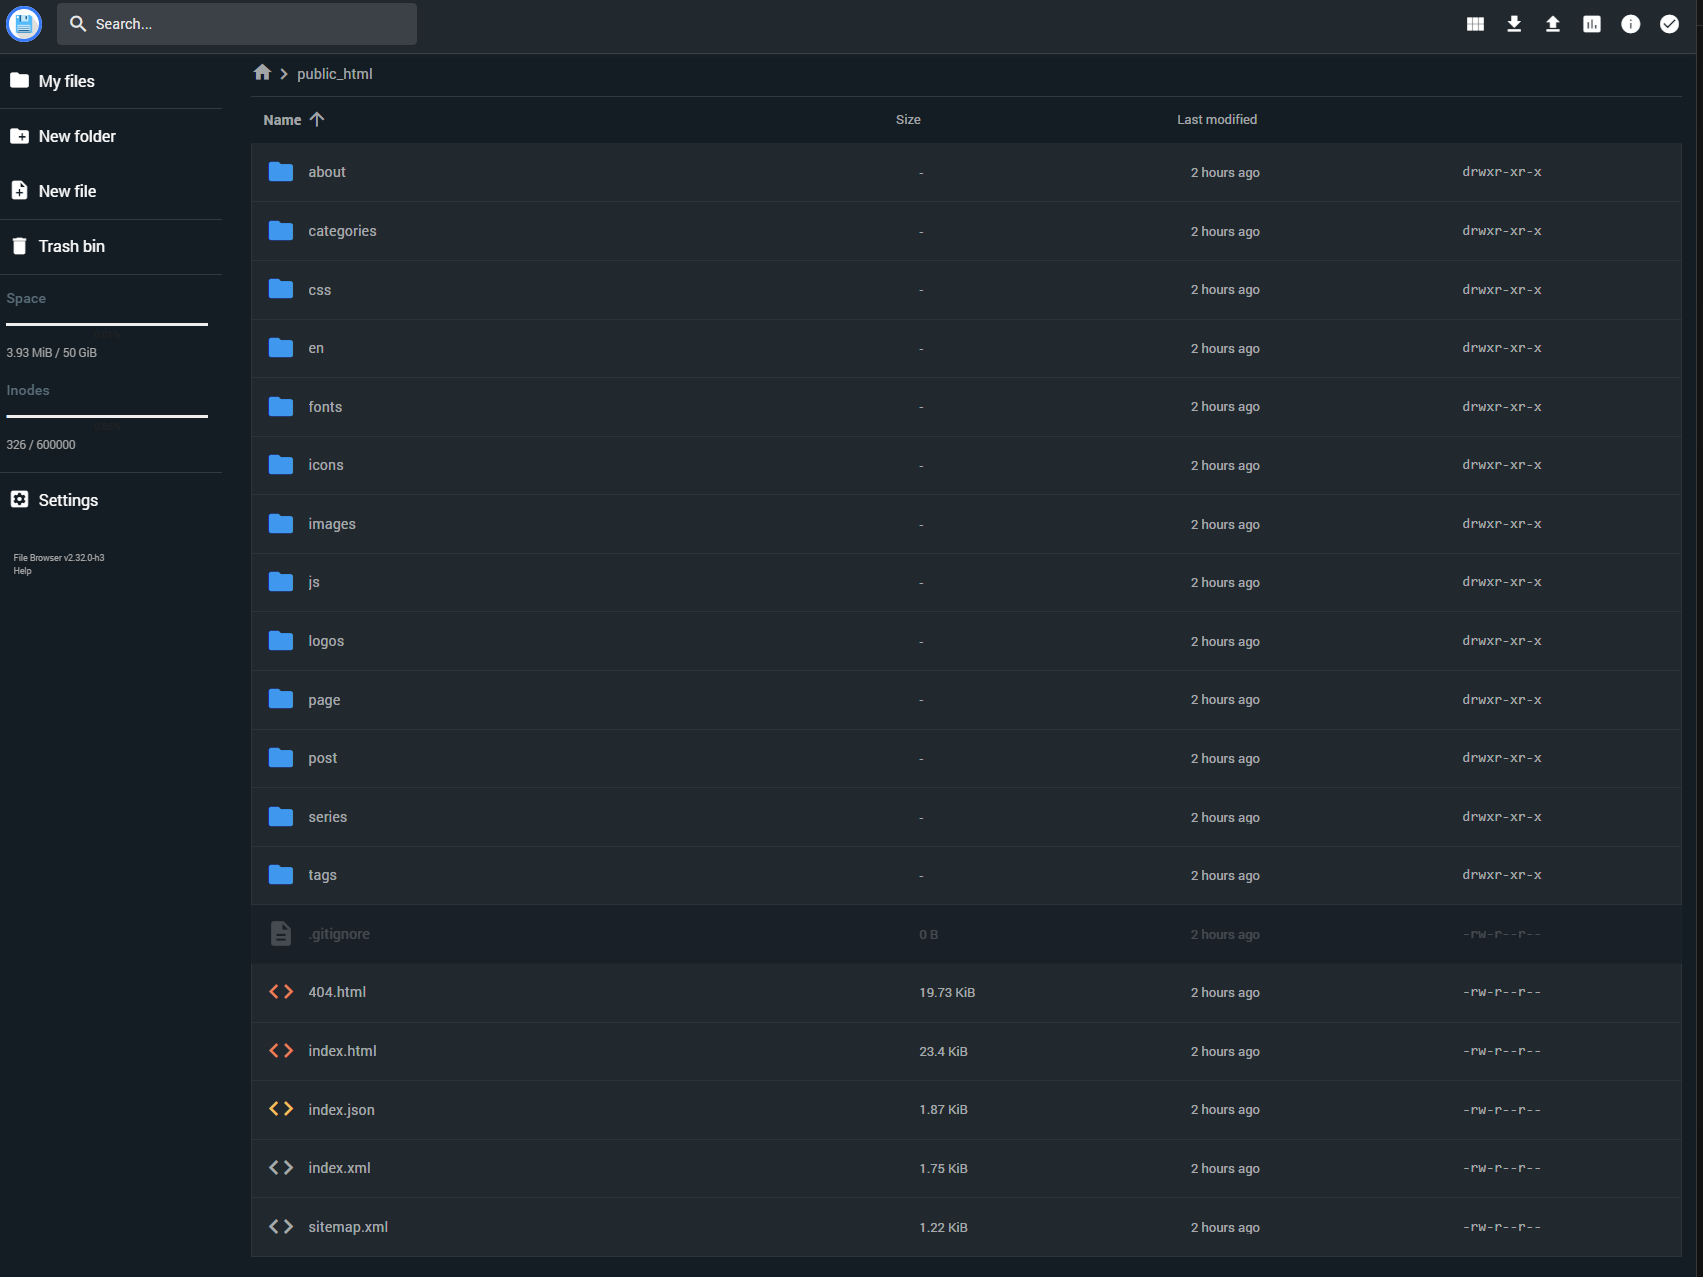 Search...
My files
New folder
New file
Trash bin
Space
3.93 MiB / 50 GiB
Inodes
326 / 600000
Settings
File Browser v2.32.0-h3
Help
public_html
Name Size Last modified
about - 2 hours ago drwxr-xr-x
categories - 2 hours ago drwxr-xr-x
css - 2 hours ago drwxr-xr-x
en - 2 hours ago drwxr-xr-x
fonts - 2 hours ago drwxr-xr-x
icons - 2 hours ago drwxr-xr-x
images - 2 hours ago drwxr-xr-x
js - 2 hours ago drwxr-xr-x
logos - 2 hours ago drwxr-xr-x
page - 2 hours ago drwxr-xr-x
post - 2 hours ago drwxr-xr-x
series - 2 hours ago drwxr-xr-x
tags - 2 hours ago drwxr-xr-x
.gitignore 0 B 2 hours ago -rw-r--r--
404.html 19.73 KiB 2 hours ago -rw-r--r--
index.html 23.4 KiB 2 hours ago -rw-r--r--
index.json 1.87 KiB 2 hours ago -rw-r--r--
index.xml 1.75 KiB 2 hours ago -rw-r--r--
sitemap.xml 1.22 KiB 2 hours ago -rw-r--r--